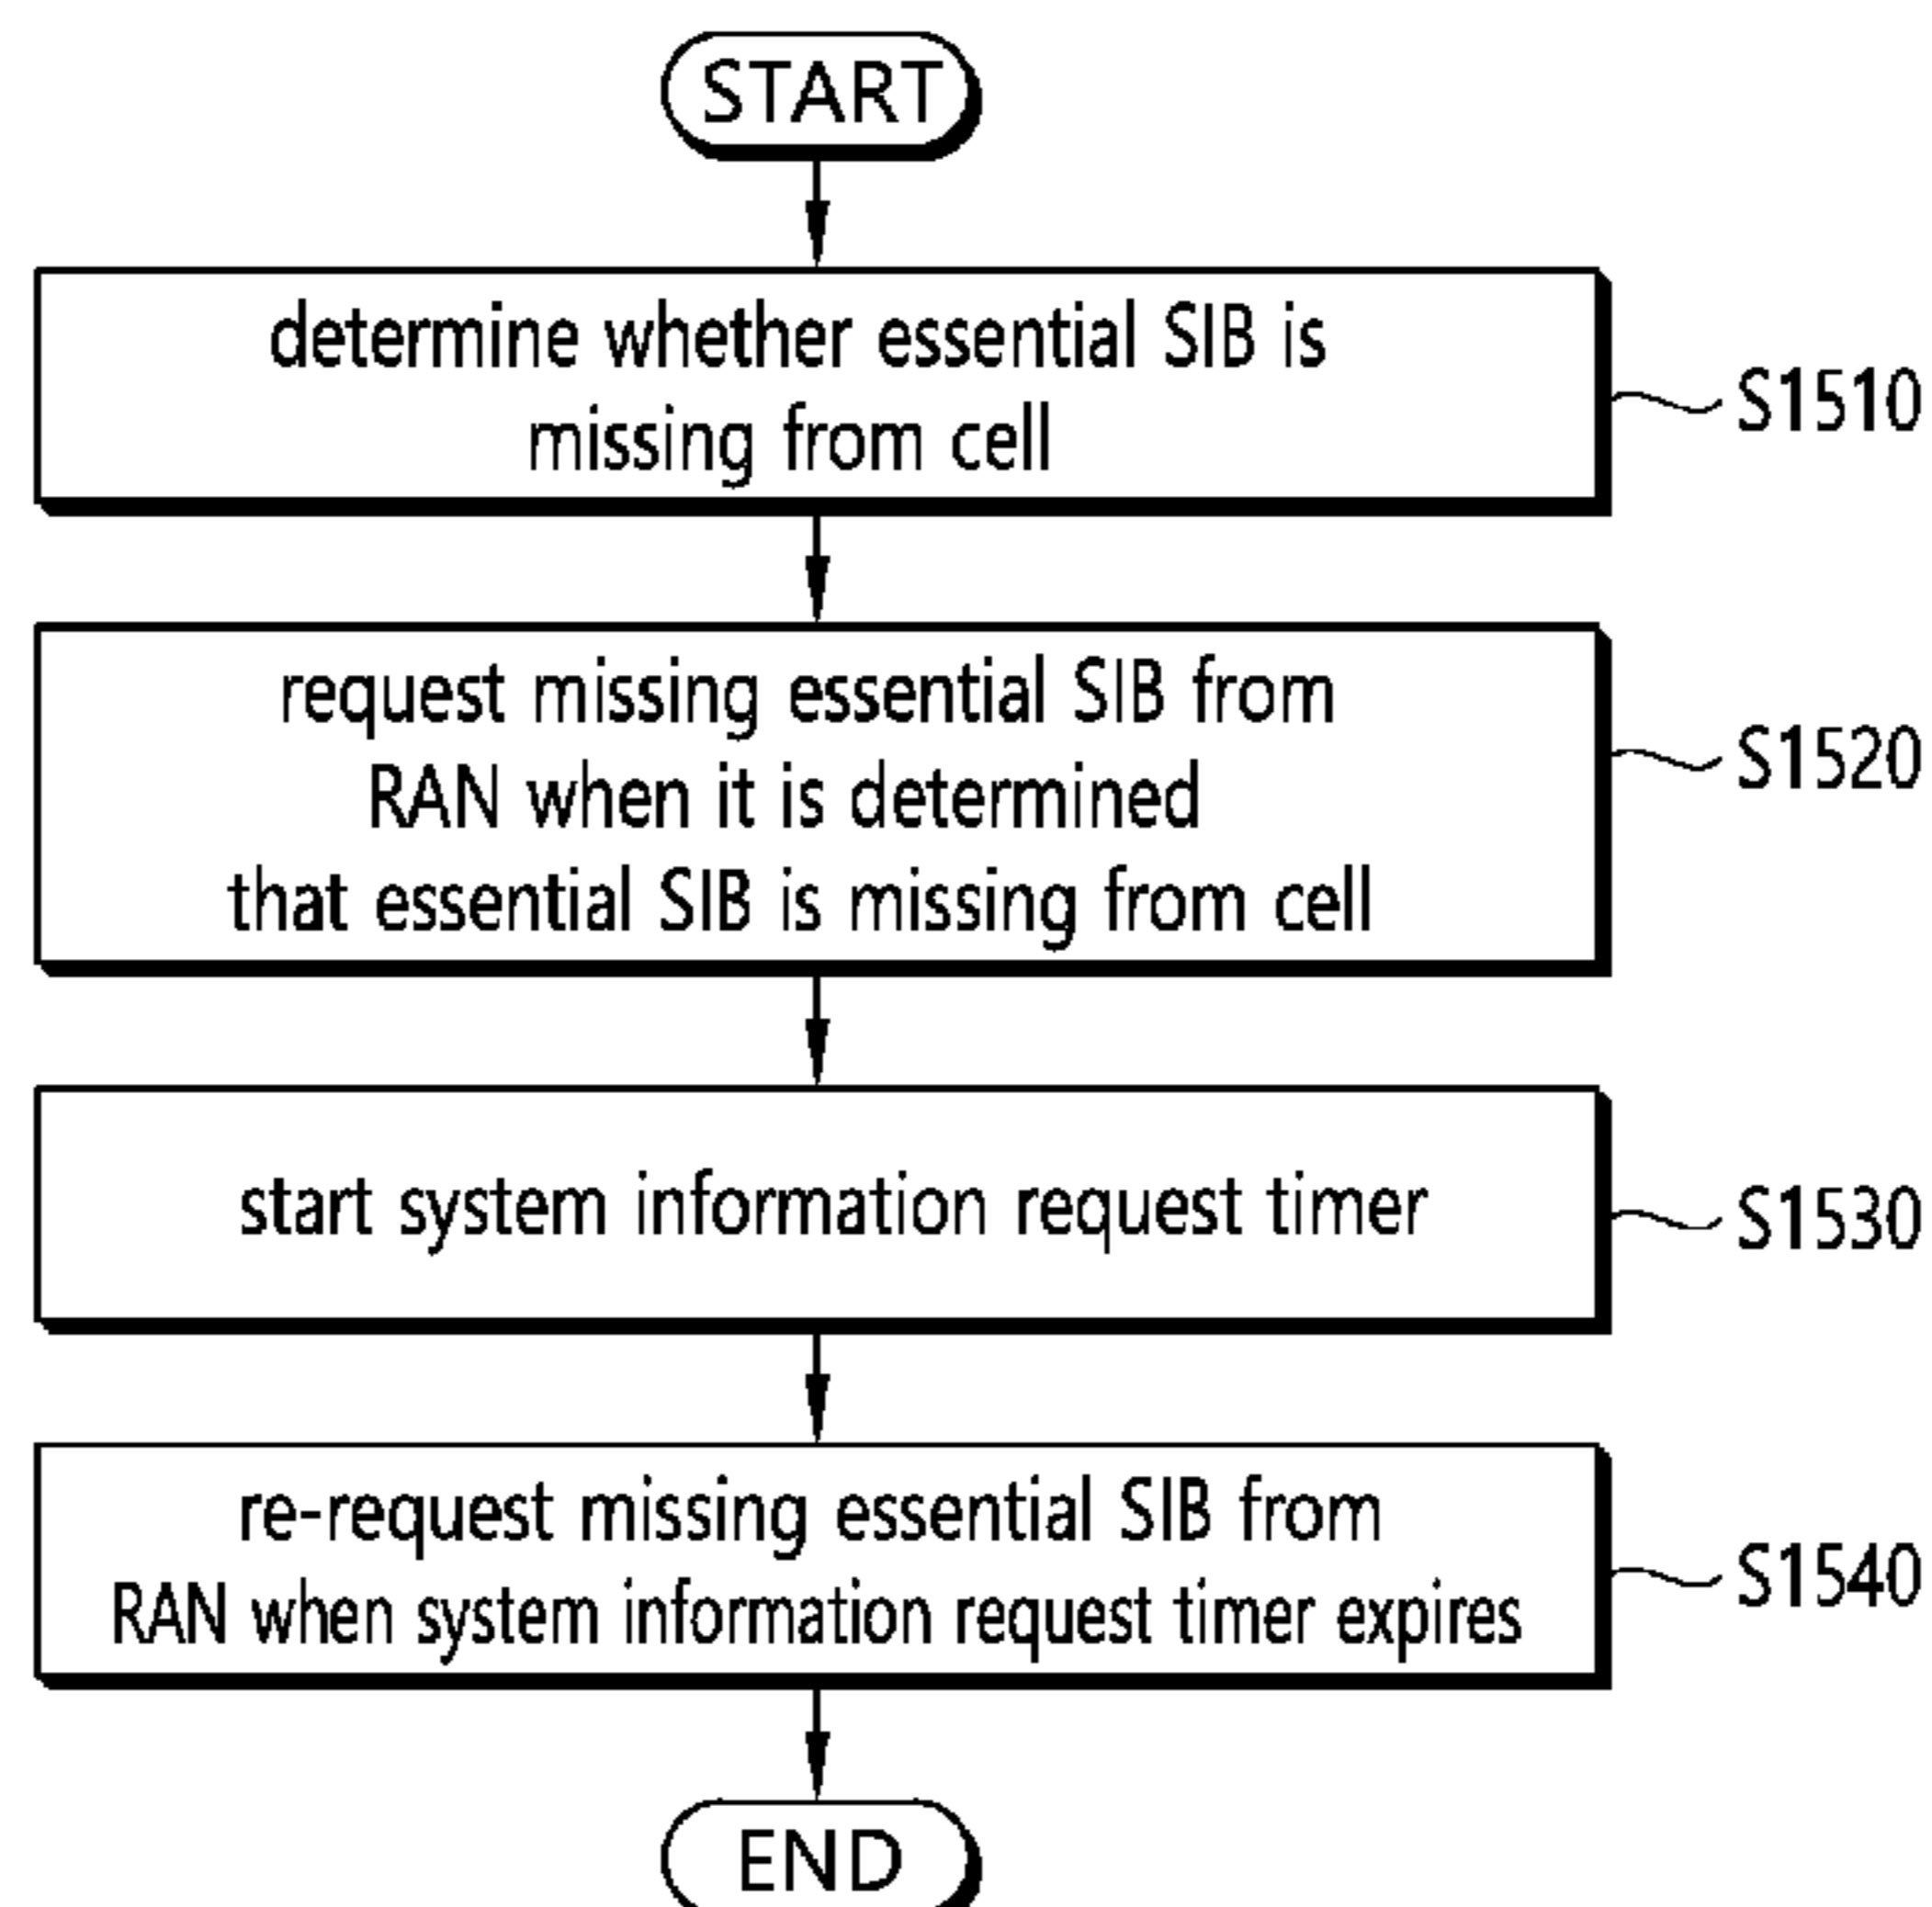 START
determine whether essential SIB is
missing from cell
S1510
request missing essential SIB from
RAN when it is determined
that essential SIB is missing from cell
S1520
start system information request timer
S1530
re-request missing essential SIB from
RAN when system information request timer expires
S1540
END